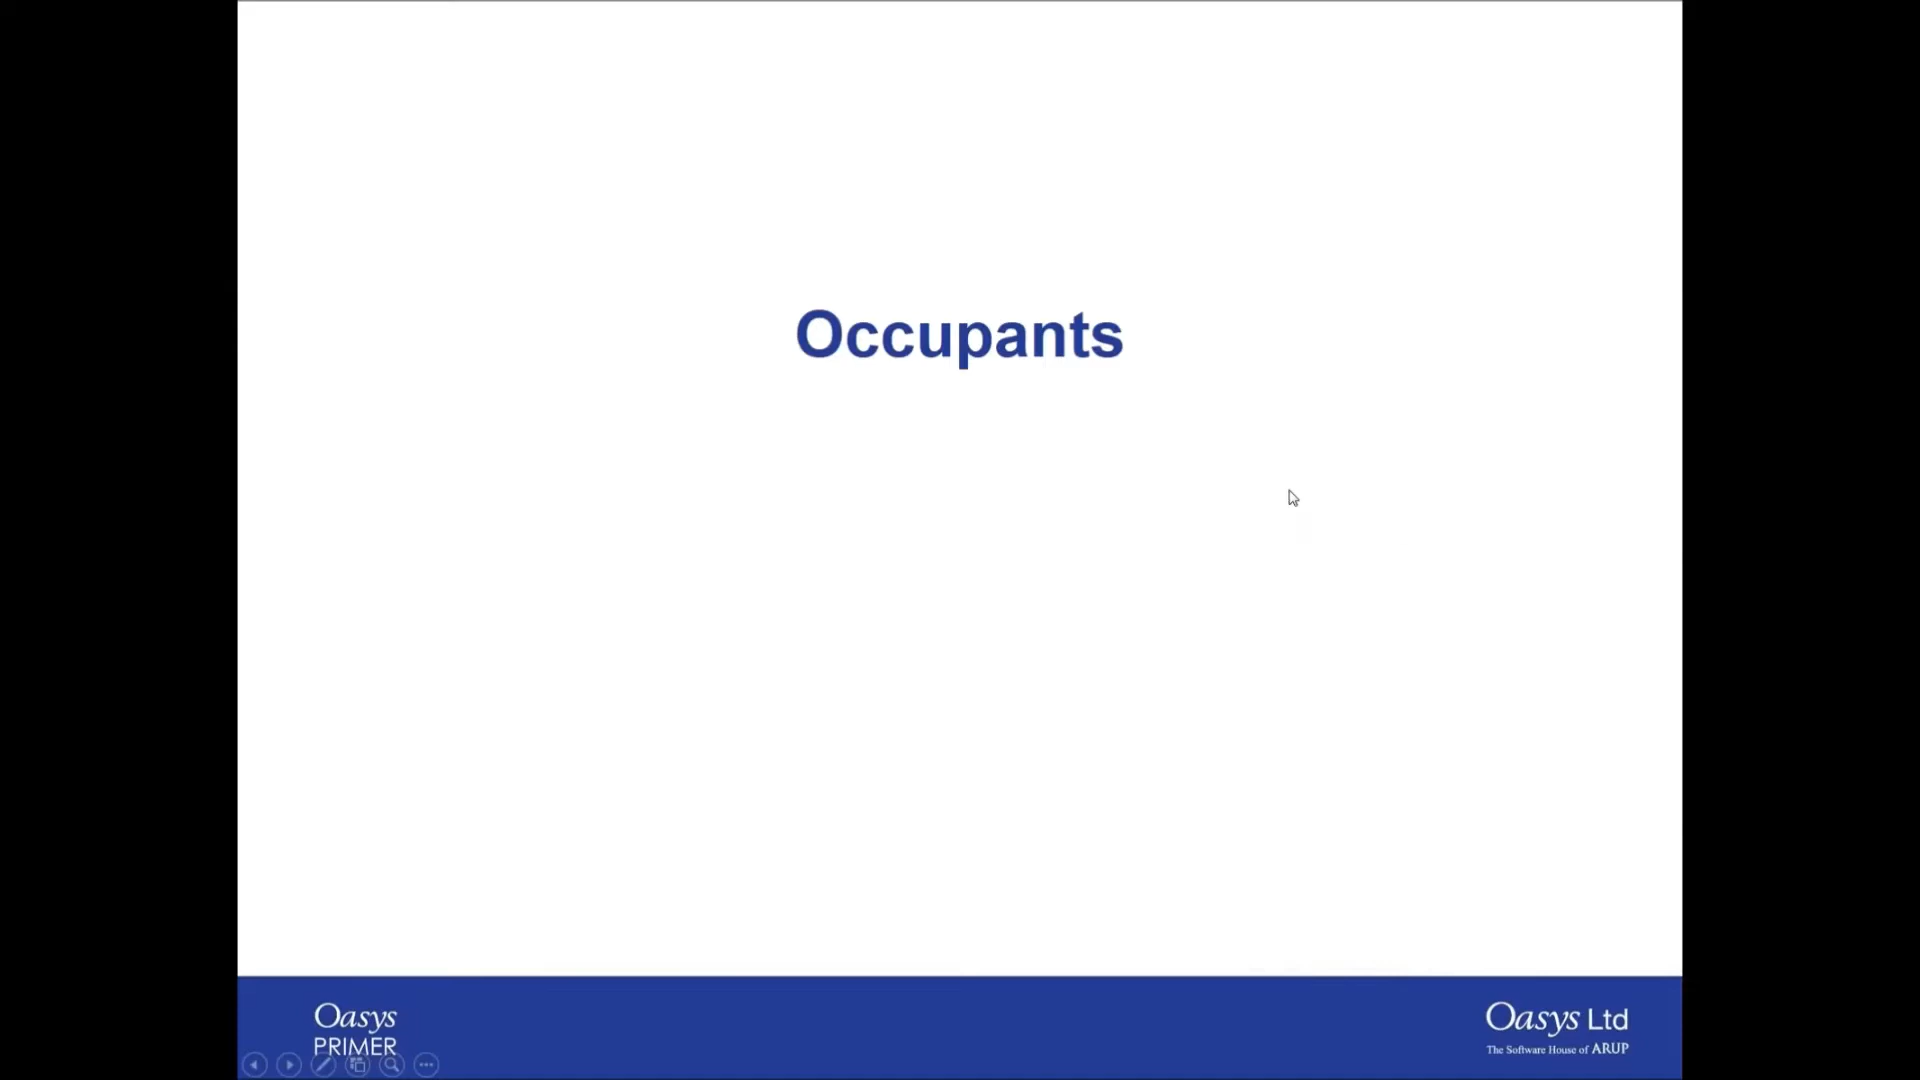 Occupants
Oasys
PRIMER
Oasys Ltd
The Software House of ARUP